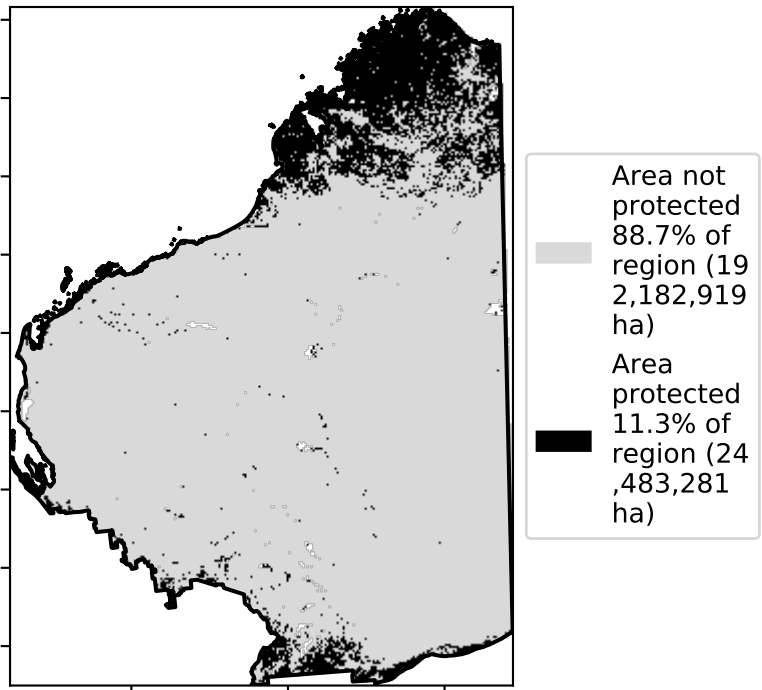 Area not
protected
88.7% of
region (19
2,182,919
ha)
Area
protected
11.3% of
region (24
,483,281
ha)